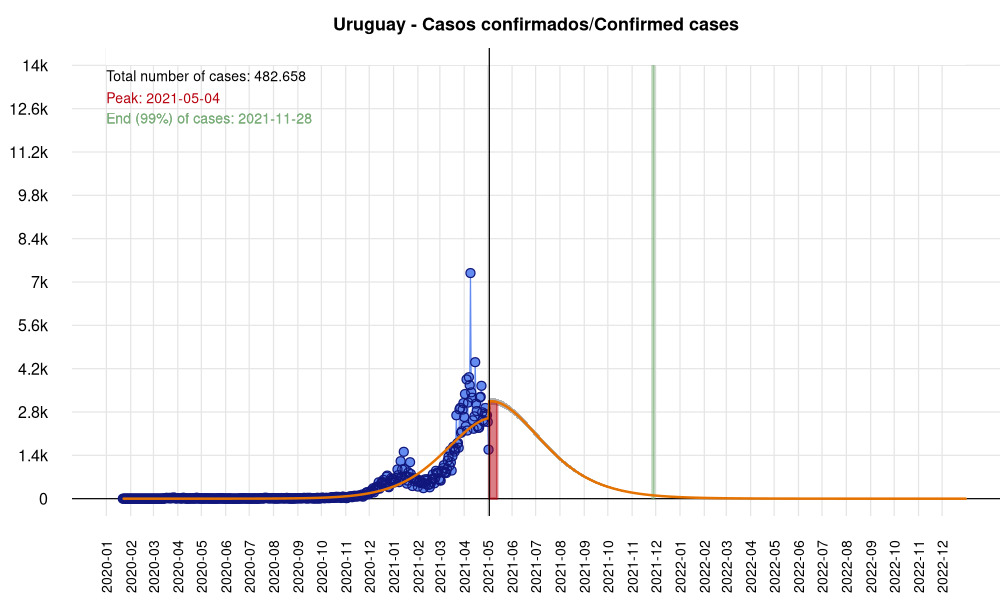 Uruguay - Casos confirmados/Confirmed cases
Total number of cases: 482.658
Peak: 2021-05-04
End (99%) of cases: 2021-11-28
14k
12.6k
11.2k
9.8k
8.4k
7k
5.6k
4.2k
2.8k
1.4k
0
2020-01
2020-02
2020-03
2020-04
2020-05
2020-06
2020-07
2020-08
2020-09
2020-10
2020-11
2020-12
2021-01
2021-02
2021-03
2021-04
2021-05
2021-06
2021-07
2021-08
2021-09
2021-10
2021-11
2021-12
2022-01
2022-02
2022-03
2022-04
2022-05
2022-06
2022-07
2022-08
2022-09
2022-10
2022-11
2022-12